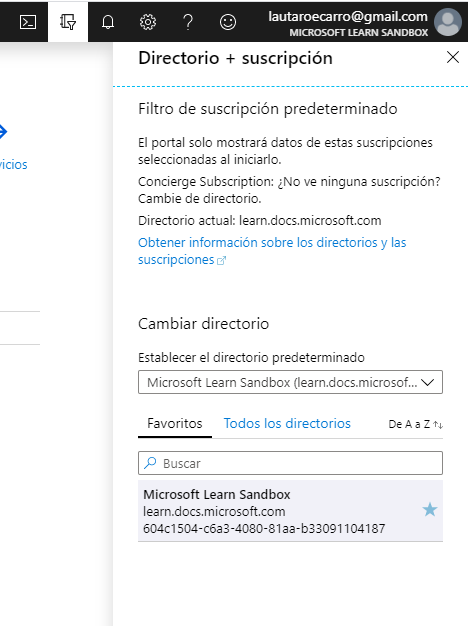 lautaroecarro@gmail.com
MICROSOFT LEARN SANDBOX
Directorio + suscripción
Filtro de suscripción predeterminado
El portal solo mostrará datos de estas suscripciones
seleccionadas al iniciarlo.
Concierge Subscription: ¿No ve ninguna suscripción?
Cambie de directorio.
Directorio actual: learn.docs.microsoft.com
Obtener información sobre los directorios y las
suscripciones
vicios
Cambiar directorio
Establecer el directorio predeterminado
Microsoft Learn Sandbox (learn.docs.microsof...
Favoritos Todos los directorios De A a Z
Buscar
Microsoft Learn Sandbox
learn.docs.microsoft.com
604c1504-c6a3-4080-81aa-b33091104187